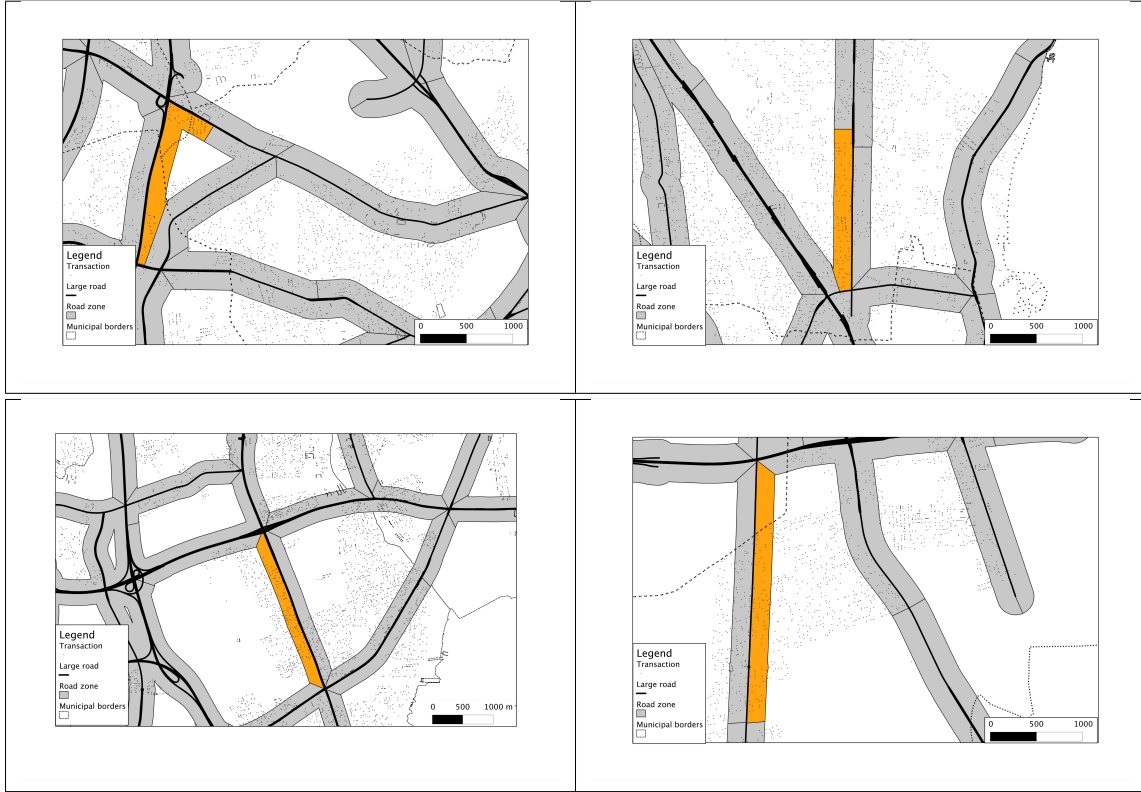 Legend
Transaction
Large road
Road zone
Municipal borders
0 500 1000
Legend
Transaction
Large road
Road zone
Municipal borders
0 500 1000
Legend
Transaction
Large road
Road zone
Municipal borders
0 500 1000 m
Legend
Transaction
Large road
Road zone
Municipal borders
0 500 1000